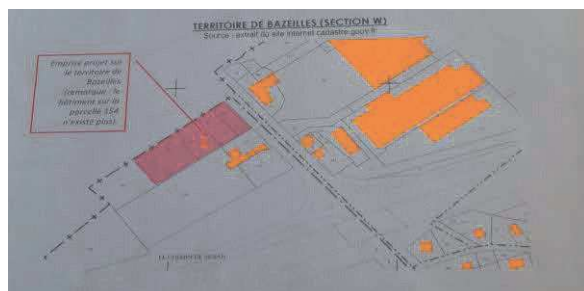 TERRITOIRE DE BAZEILLES (SECTION W)
Source : extrait du site internet cadastre.gouv.fr
Emprise projet sur
le territoire de
Bazeilles
(remarque : le
bâtiment sur la
parcelle 154
n'existe plus).